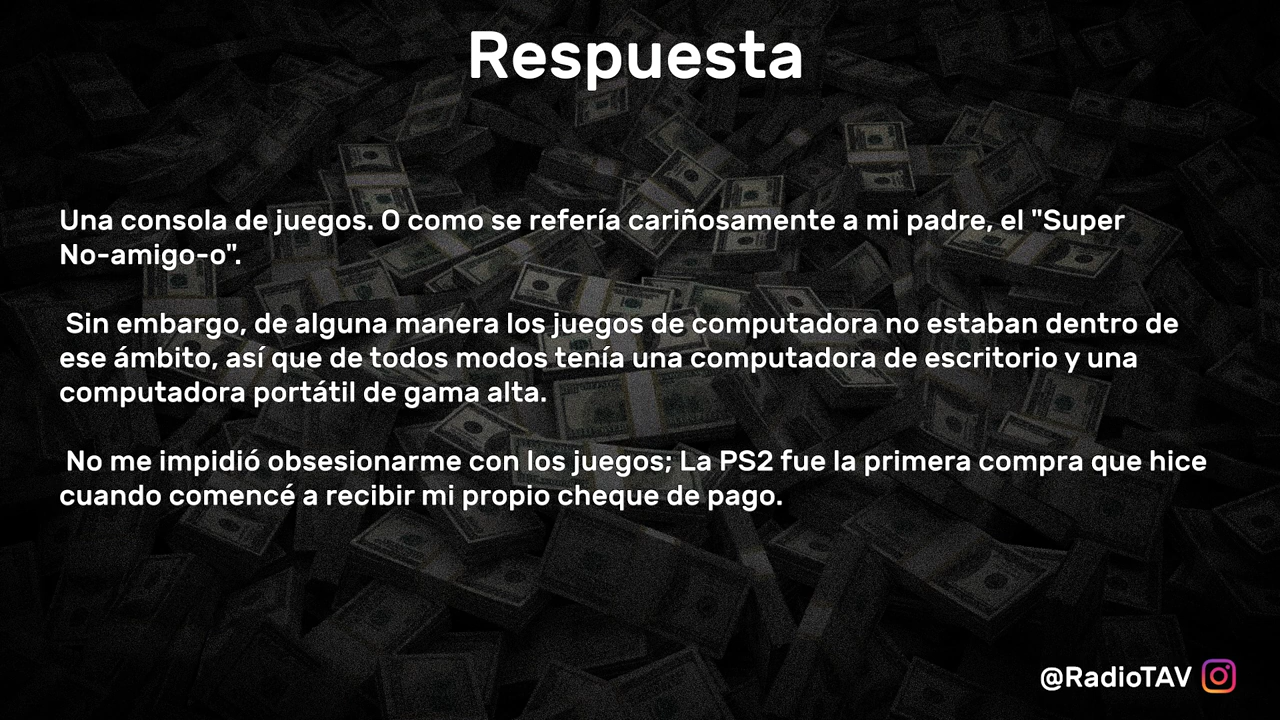 Respuesta
Una consola de juegos. O como se refería cariñosamente a mi padre, el "Super
No-amigo-o".
Sin embargo, de alguna manera los juegos de computadora no estaban dentro de
ese ámbito, así que de todos modos tenía una computadora de escritorio y una
computadora portátil de gama alta.
No me impidió obsesionarme con los juegos; La PS2 fue la primera compra que hice
cuando comencé a recibir mi propio cheque de pago.
@RadioTAV